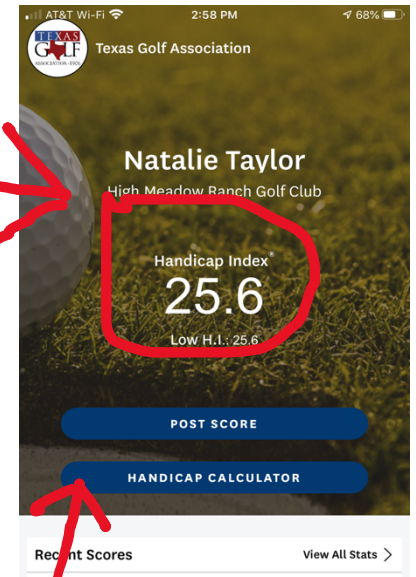 AT&T Wi-Fi 2:58 PM 68%
TEXAS
GOLF
ASSOCIATION
Texas Golf Association
Natalie Taylor
High Meadow Ranch Golf Club
Handicap Index*
25.6
Low H.I.: 25.6
POST SCORE
HANDICAP CALCULATOR
Recent Scores View All Stats >